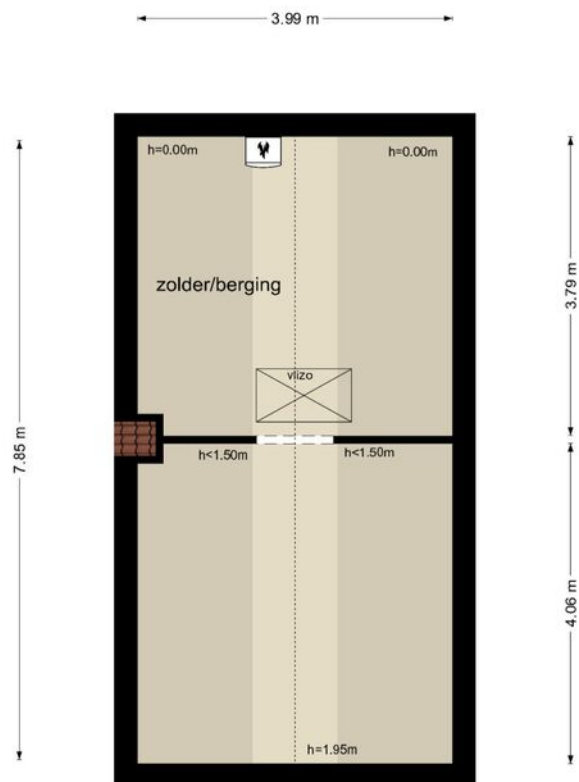 3.99 m
h=0.00m
h=0.00m
zolder/berging
3.79 m
vlizo
7.85 m
h<1.50m
h<1.50m
4.06 m
h=1.95m